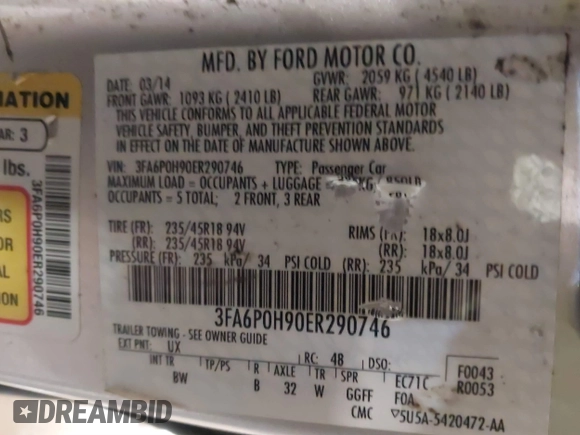 MFD. BY FORD MOTOR CO.
DATE: 03/14 GVWR: 2059 KG (4540 LB)
FRONT GAWR: 1093 KG (2410 LB) REAR GAWR: 971 KG (2140 LB)
THIS VEHICLE CONFORMS TO ALL APPLICABLE FEDERAL MOTOR
VEHICLE SAFETY, BUMPER, AND THEFT PREVENTION STANDARDS
IN EFFECT ON THE DATE OF MANUFACTURE SHOWN ABOVE.
VIN: 3FA6P0H90ER290746 TYPE: Passenger Car
MAXIMUM LOAD = OCCUPANTS + LUGGAGE KG
OCCUPANTS = 5 TOTAL; 2 FRONT, 3 REAR
TIRE (FR): 235/45R18 94V RIMS 18x8.0J
(RR): 235/45R18 94V (RR): 18x8.0J
PRESSURE (FR): 235 kPa/ 34 PSI COLD (RR): 235 kPa/ 34 PSI COLD
3FA6P0H90ER290746
TRAILER TOWING - SEE OWNER GUIDE
EXT PNT: UX RC: 48 DSO:
INT TR TP/PS R AXLE TR SPR EC71C F0043
BW B 32 W GGFF FOA R0053
CMC 5U5A-5420472-AA
MATION
AR: 3
lbs.
RS
OR
AL
ION
3FA6P0H90ER290746
DREAMBID